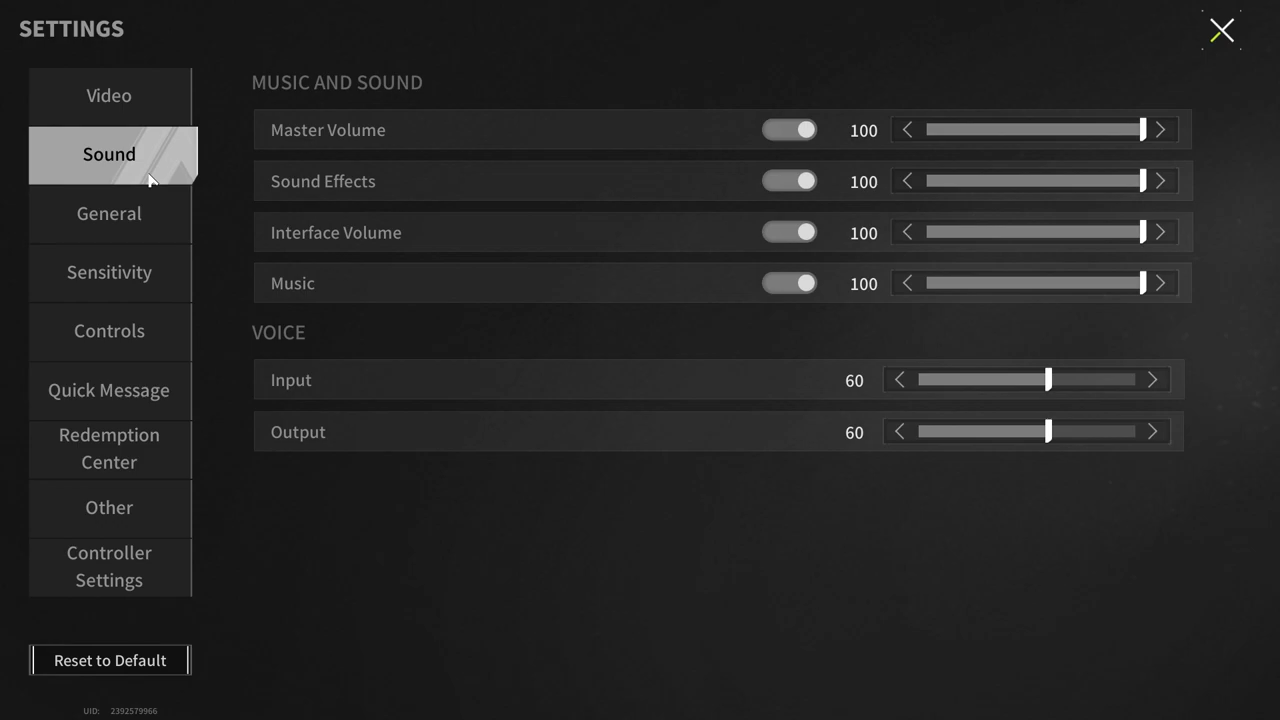 SETTINGS
Video
Sound
General
Sensitivity
Controls
Quick Message
Redemption
Center
Other
Controller
Settings
Reset to Default
UID: 2392579966
MUSIC AND SOUND
Master Volume 100
Sound Effects 100
Interface Volume 100
Music 100
VOICE
Input 60
Output 60